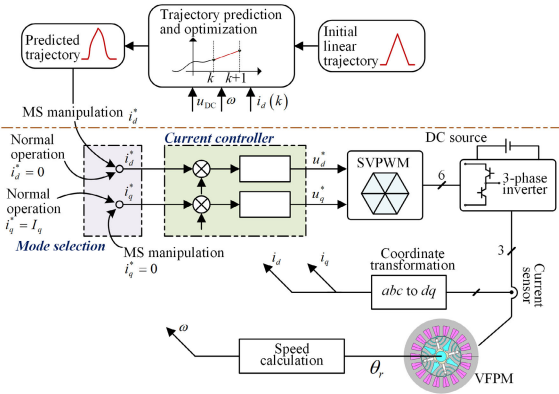 Predicted
trajectory
Trajectory prediction
and optimization
k
k+1
Initial
linear
trajectory
u_DC
ω
i_d (k)
MS manipulation i_d^*
Normal
operation
i_d^* = 0
Normal
operation
i_q^* = I_q
Mode selection
i_d^*
i_q^*
MS manipulation
i_q^* = 0
Current controller
u_d^*
u_q^*
SVPWM
6
DC source
3-phase
inverter
3
Current
sensor
Coordinate
transformation
abc to dq
i_d
i_q
ω
Speed
calculation
θ_r
VFPM